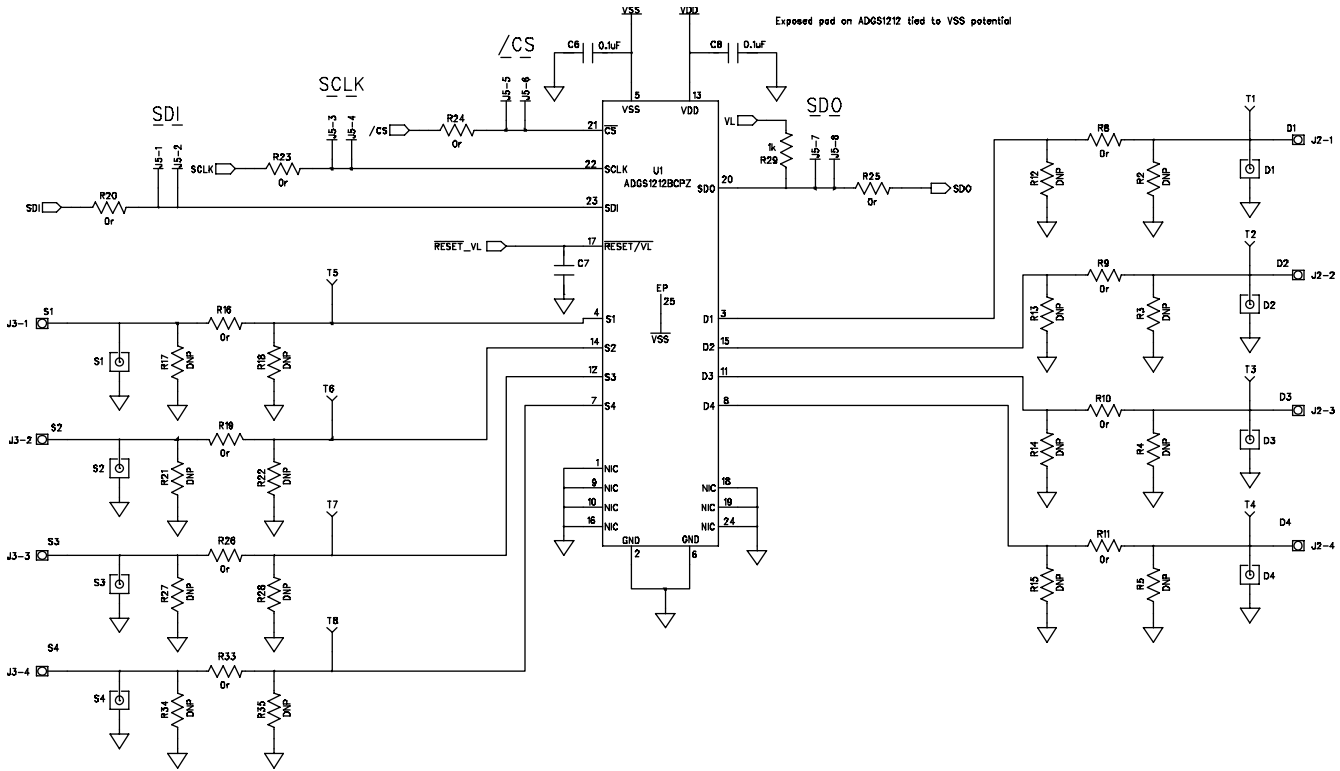 VSS
VDD
Exposed pad on ADGS1212 tied to VSS potential
C6 0.1uF
C8 0.1uF
/CS
J5-5
J5-6
SCLK
J5-3
J5-4
SDI
J5-1
J5-2
5
VSS
13
VDD
/CS
R24
0r
21
CS
SCLK
R23
0r
22
SCLK
SDI
R20
0r
23
SDI
RESET_VL
17
RESET/VL
C7
U1
ADGS1212BCPZ
VL
1k
R29
SDO
J5-7
J5-8
20
SDO
R25
0r
SDO
EP
25
VSS
4
S1
14
S2
12
S3
7
S4
3
D1
15
D2
11
D3
8
D4
1
NIC
9
NIC
10
NIC
16
NIC
18
NIC
19
NIC
24
NIC
GND
2
GND
6
J3-1
S1
S1
R17
DNP
R16
0r
R18
DNP
T5
J3-2
S2
S2
R21
DNP
R19
0r
R22
DNP
T6
J3-3
S3
S3
R27
DNP
R26
0r
R28
DNP
T7
J3-4
S4
S4
R34
DNP
R33
0r
R35
DNP
T8
R12
DNP
R8
0r
R2
DNP
T1
D1
D1
J2-1
R13
DNP
R9
0r
R3
DNP
T2
D2
D2
J2-2
R14
DNP
R10
0r
R4
DNP
T3
D3
D3
J2-3
R15
DNP
R11
0r
R5
DNP
T4
D4
D4
J2-4